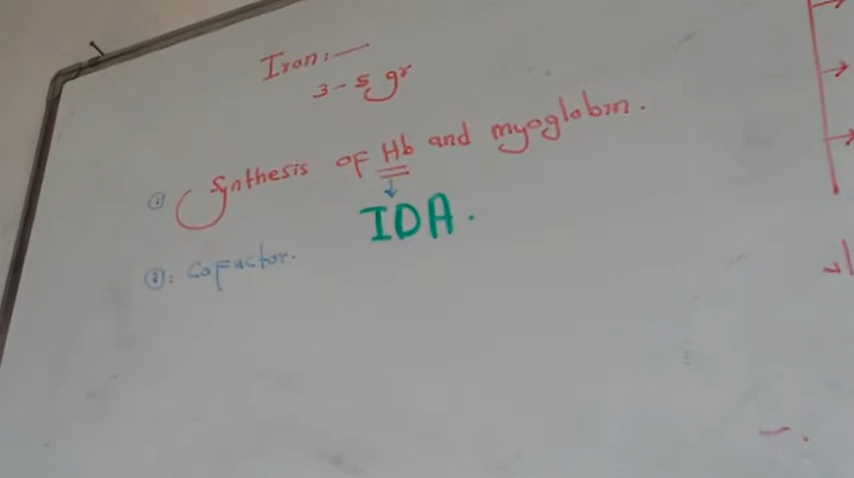 Iron:—
3-5 gr
① Synthesis of Hb and myoglobin.
↓
IDA.
②: Cofactor.